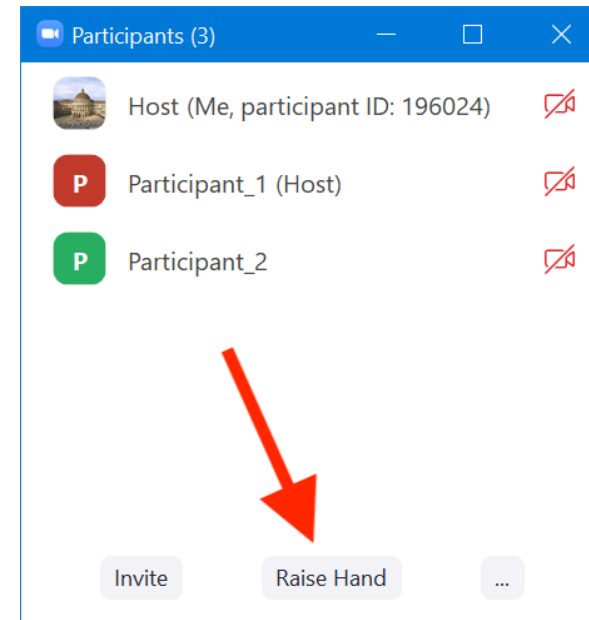 Participants (3)
Host (Me, participant ID: 196024)
P Participant_1 (Host)
P Participant_2
Invite Raise Hand ...